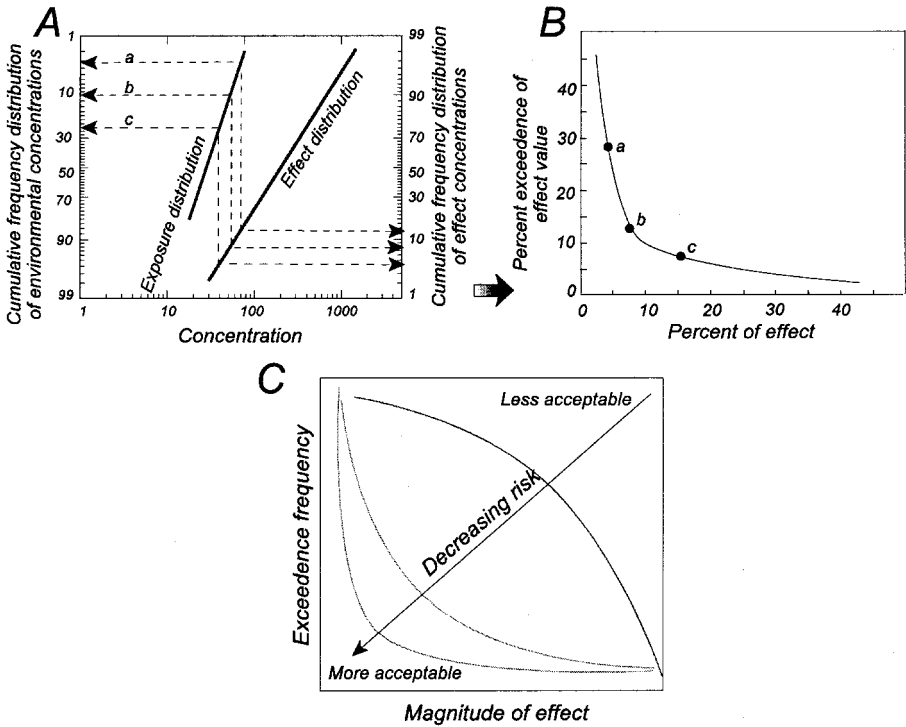 A
Cumulative frequency distribution
of environmental concentrations
1
10
30
50
70
90
99
a
b
c
Exposure distribution
Effect distribution
1
10
100
1000
Concentration
99
90
70
50
30
10
1
Cumulative frequency distribution
of effect concentrations
B
Percent exceedence of
effect value
40
30
20
10
0
a
b
c
0
10
20
30
40
Percent of effect
C
Exceedence frequency
Less acceptable
Decreasing risk
More acceptable
Magnitude of effect